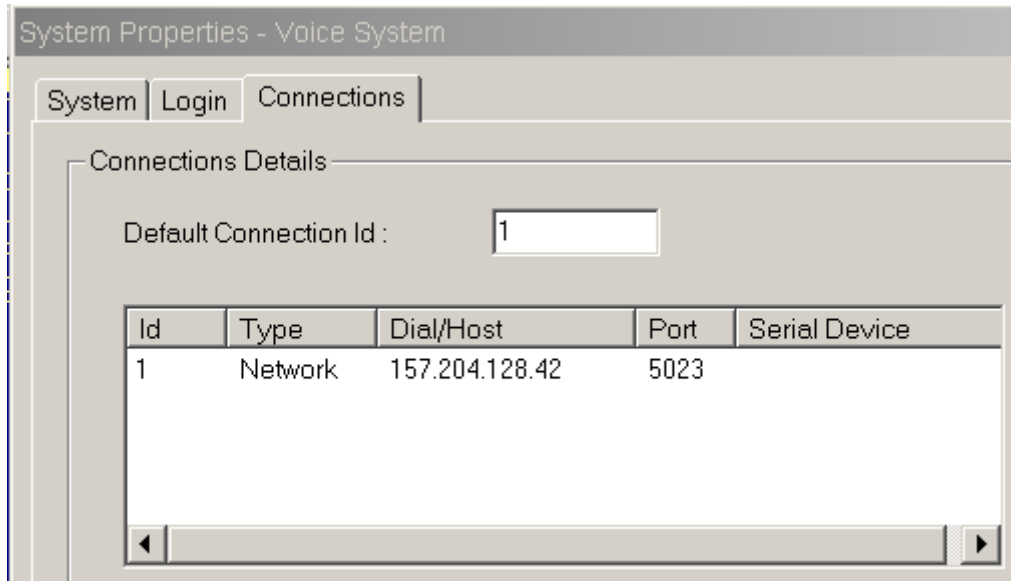 System Properties - Voice System
System Login Connections
Connections Details
Default Connection Id : 1
Id Type Dial/Host Port Serial Device
1 Network 157.204.128.42 5023